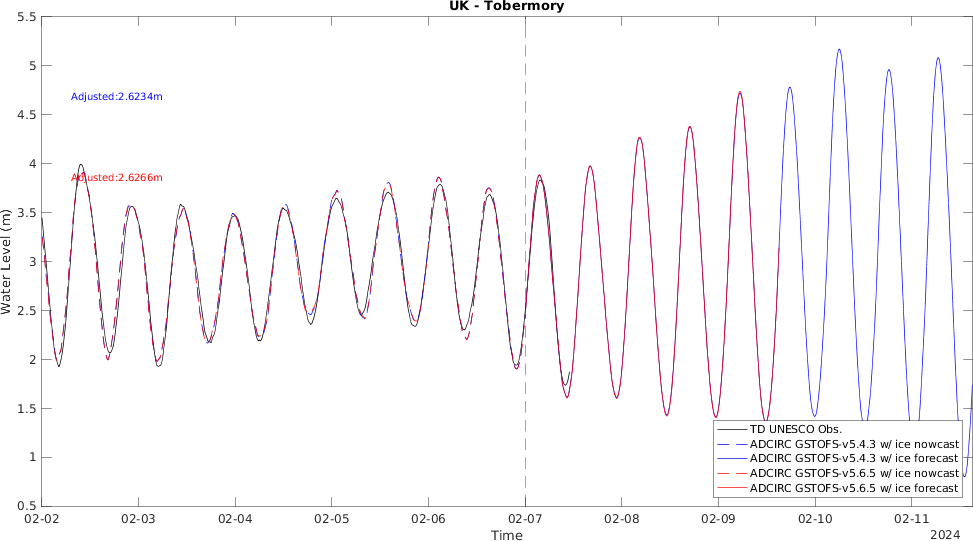 UK - Tobermory
5.5
5
4.5
4
3.5
3
2.5
2
1.5
1
0.5
Water Level (m)
Adjusted:2.6234m
Adjusted:2.6266m
TD UNESCO Obs.
ADCIRC GSTOFS-v5.4.3 w/ ice nowcast
ADCIRC GSTOFS-v5.4.3 w/ ice forecast
ADCIRC GSTOFS-v5.6.5 w/ ice nowcast
ADCIRC GSTOFS-v5.6.5 w/ ice forecast
02-02 02-03 02-04 02-05 02-06 02-07 02-08 02-09 02-10 02-11
Time
2024